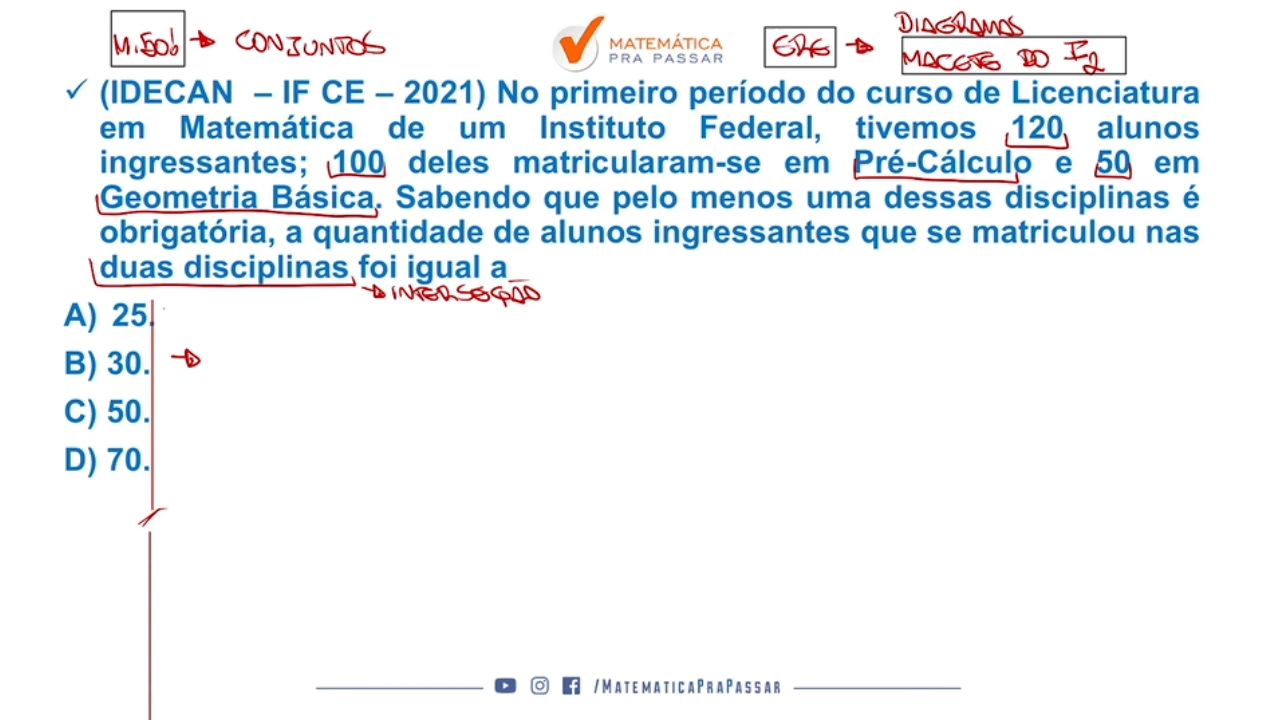 CONJUNTOS
MATEMÁTICA
PRA PASSAR
DIAGRAMAS
MACETE DO I2
(IDECAN – IF CE – 2021) No primeiro período do curso de Licenciatura
em Matemática de um Instituto Federal, tivemos 120 alunos
ingressantes; 100 deles matricularam-se em Pré-Cálculo e 50 em
Geometria Básica. Sabendo que pelo menos uma dessas disciplinas é
obrigatória, a quantidade de alunos ingressantes que se matriculou nas
duas disciplinas foi igual a
INTERSEÇÃO
A) 25.
B) 30.
C) 50.
D) 70.
/MATEMATICAPRAPASSAR